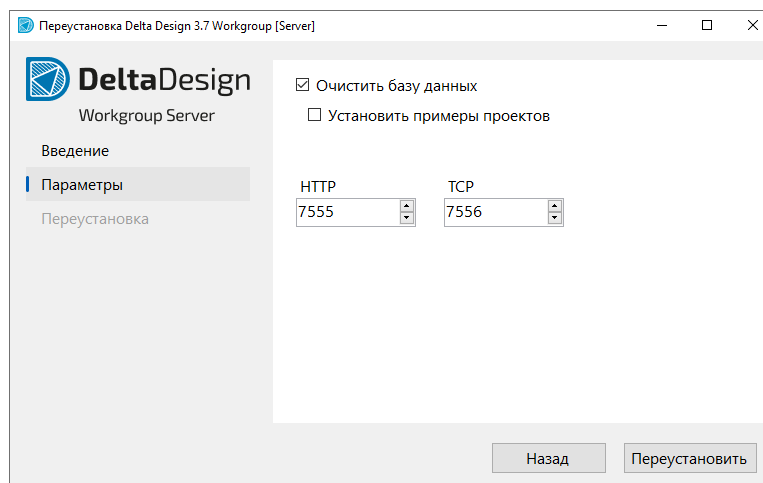 Переустановка Delta Design 3.7 Workgroup [Server]
DeltaDesign
Workgroup Server
Введение
Параметры
Переустановка
Очистить базу данных
Установить примеры проектов
HTTP TCP
7555 7556
Назад Переустановить